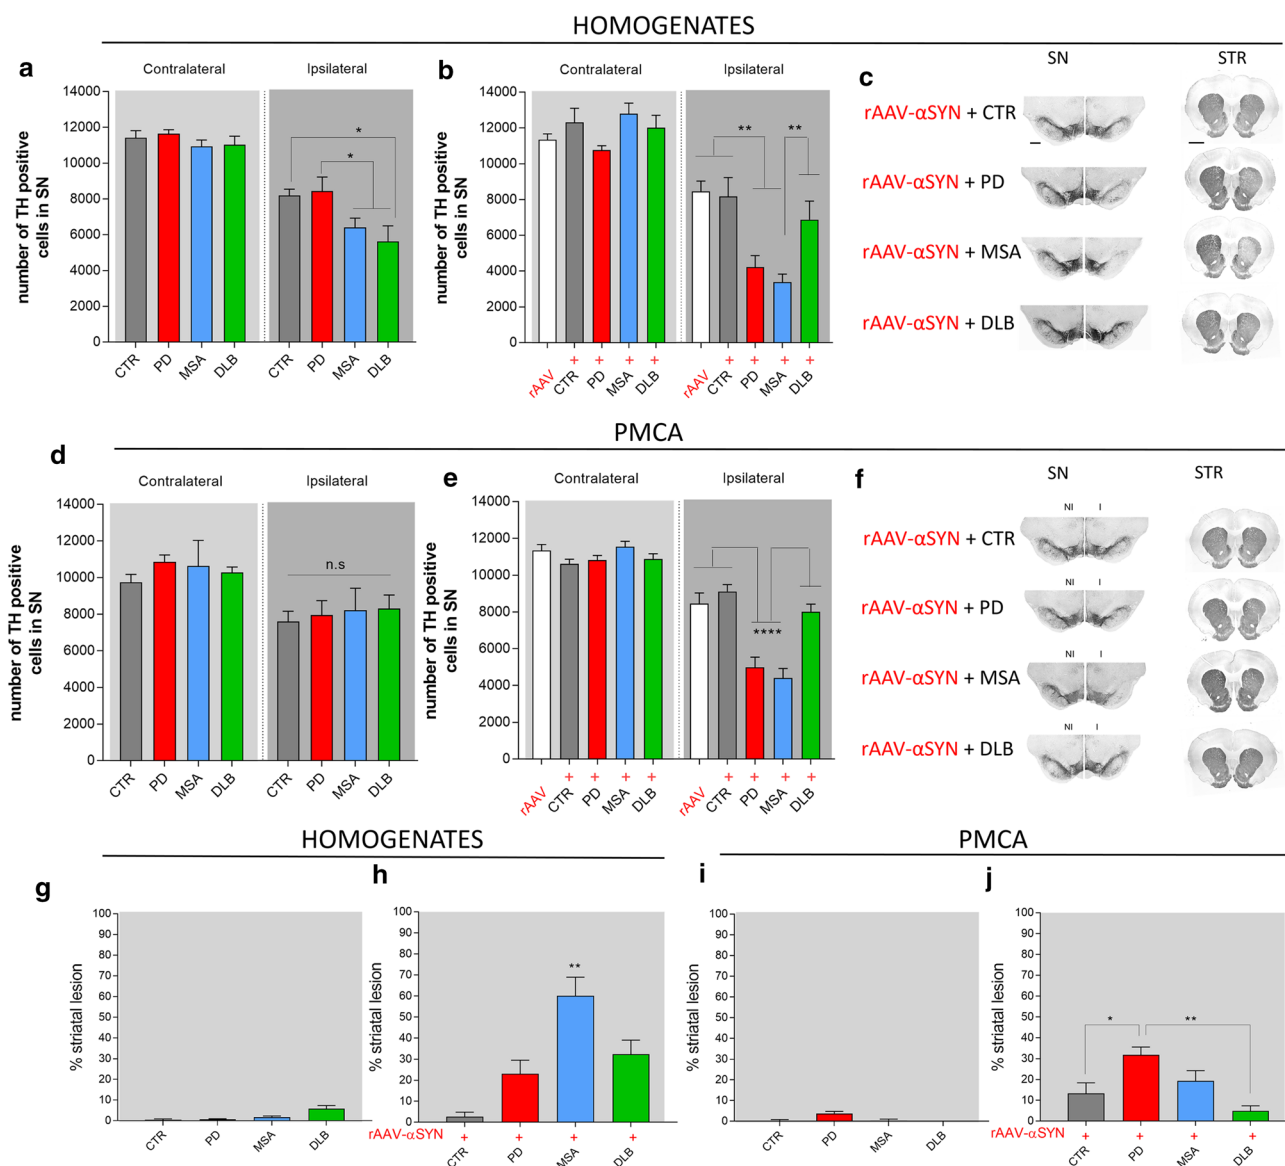 HOMOGENATES
a
Contralateral
Ipsilateral
number of TH positive
cells in SN
14000
12000
10000
8000
6000
4000
2000
0
*
*
CTR
PD
MSA
DLB
CTR
PD
MSA
DLB
b
Contralateral
Ipsilateral
number of TH positive
cells in SN
14000
12000
10000
8000
6000
4000
2000
0
**
**
+ + + +
+ + + +
rAAV
CTR
PD
MSA
DLB
rAAV
CTR
PD
MSA
DLB
c
SN
STR
rAAV-αSYN + CTR
rAAV-αSYN + PD
rAAV-αSYN + MSA
rAAV-αSYN + DLB
PMCA
d
Contralateral
Ipsilateral
number of TH positive
cells in SN
14000
12000
10000
8000
6000
4000
2000
0
n.s
CTR
PD
MSA
DLB
CTR
PD
MSA
DLB
e
Contralateral
Ipsilateral
number of TH positive
cells in SN
14000
12000
10000
8000
6000
4000
2000
0
****
+ + + +
+ + + +
rAAV
CTR
PD
MSA
DLB
rAAV
CTR
PD
MSA
DLB
f
SN
STR
NI I
rAAV-αSYN + CTR
NI I
rAAV-αSYN + PD
NI I
rAAV-αSYN + MSA
NI I
rAAV-αSYN + DLB
HOMOGENATES
g
% striatal lesion
100
90
80
70
60
50
40
30
20
10
0
CTR
PD
MSA
DLB
h
% striatal lesion
100
90
80
70
60
50
40
30
20
10
0
**
rAAV-αSYN + + + +
CTR
PD
MSA
DLB
PMCA
i
% striatal lesion
100
90
80
70
60
50
40
30
20
10
0
CTR
PD
MSA
DLB
j
% striatal lesion
100
90
80
70
60
50
40
30
20
10
0
*
**
rAAV-αSYN + + + +
CTR
PD
MSA
DLB